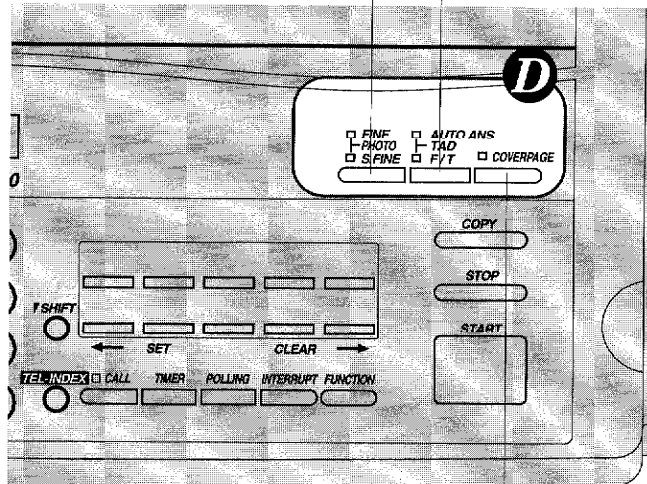 D
FINE
PHOTO
S.FINE
AUTO ANS
TAD
F/T
COVERPAGE
0
COPY
STOP
START
SHIFT
SET
CLEAR
TEL-INDEX
CALL
TIMER
POLLING
INTERRUPT
FUNCTION